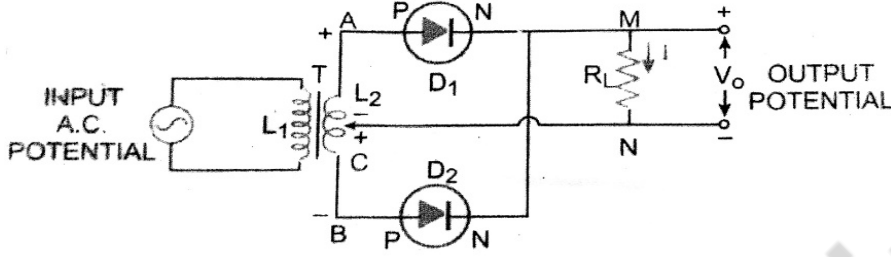 P
N
A
+
M
+
D1
T
L2
RL
i
Vo
OUTPUT
POTENTIAL
INPUT
A.C.
POTENTIAL
L1
−
+
C
N
−
D2
−
B
P
N